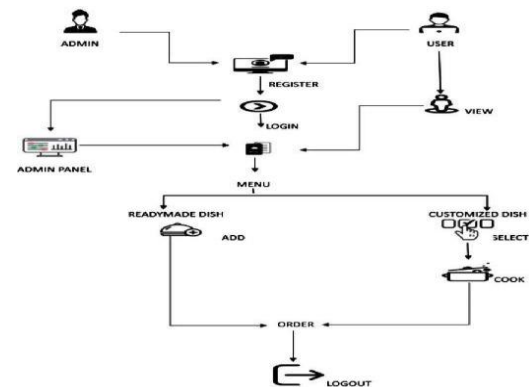 ADMIN
USER
REGISTER
VIEW
LOGIN
ADMIN PANEL
MENU
READYMADE DISH
CUSTOMIZED DISH
ADD
SELECT
COOK
ORDER
LOGOUT